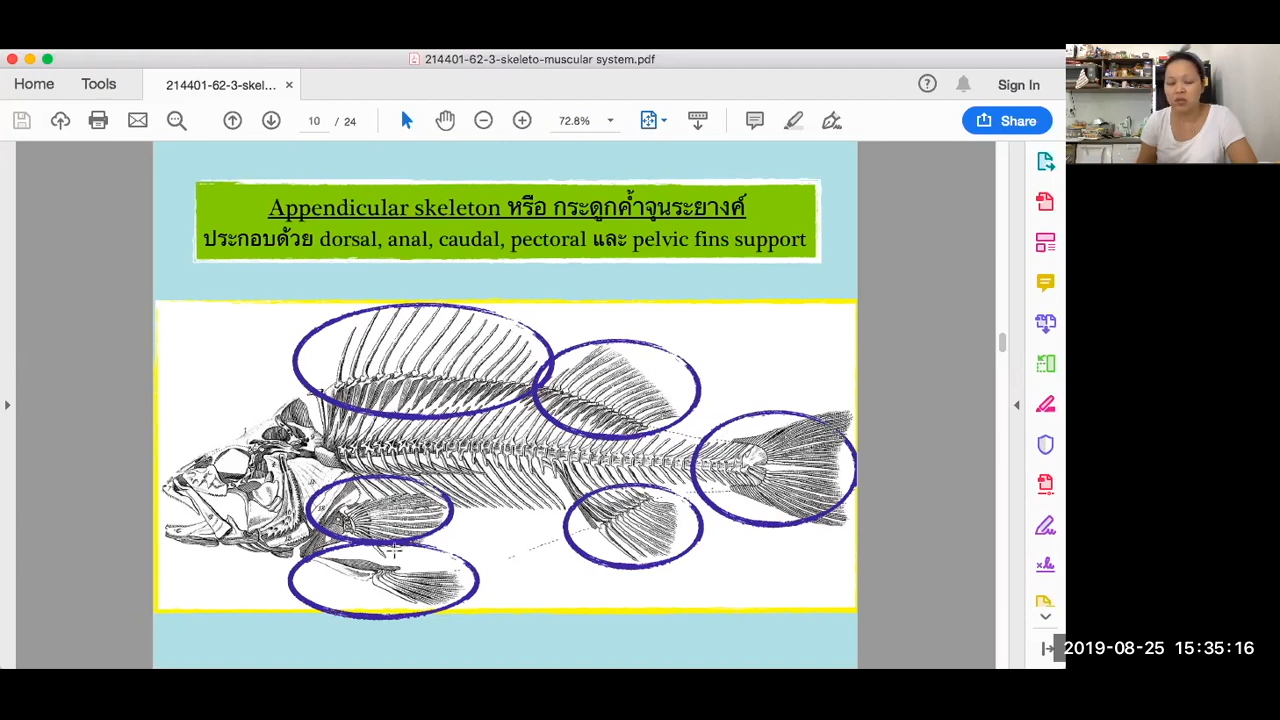 214401-62-3-skeleto-muscular system.pdf
Home
Tools
214401-62-3-skel...
Sign In
10 / 24
72.8%
Share
Appendicular skeleton หรือ กระดูกค้ำจุนระยางค์
ประกอบด้วย dorsal, anal, caudal, pectoral และ pelvic fins support
2019-08-25 15:35:16